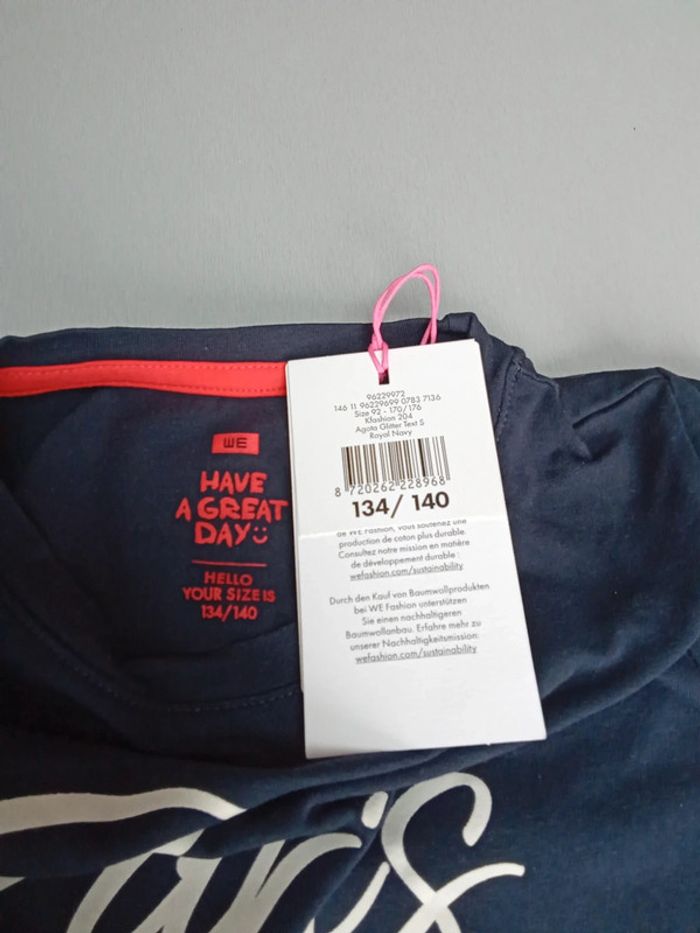 WE
HAVE
A GREAT
DAY
HELLO
YOUR SIZE IS
134/140
96229972
146 11 96229699 0783 7136
Size 92 - 170/176
Kfashion 204
Agota Glitter Text S
Royal Navy
8 720262 228968
134/ 140
de WE Fashion, vous soutenez une
production de coton plus durable.
Consultez notre mission en matière
de développement durable :
wefashion.com/sustainability.
Durch den Kauf von Baumwollprodukten
bei WE Fashion unterstützen
Sie einen nachhaltigeren
Baumwollanbau. Erfahre mehr zu
unserer Nachhaltigkeitsmission:
wefashion.com/sustainability